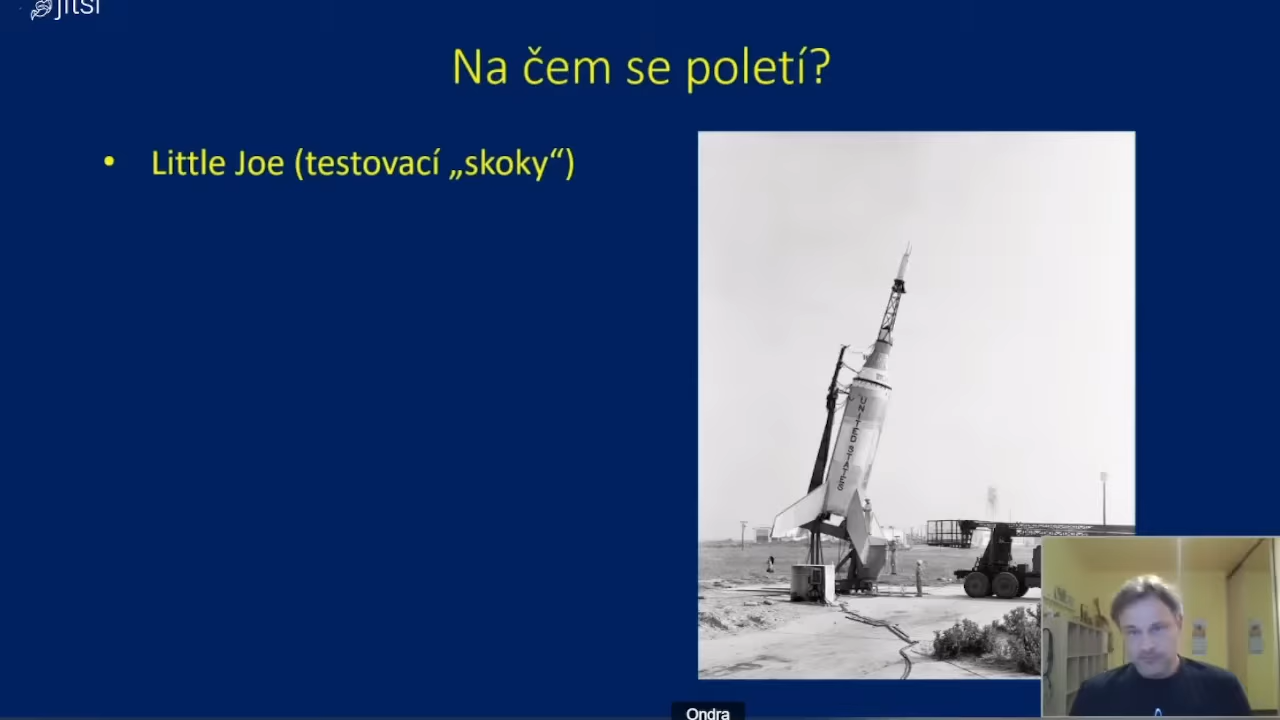 jitsi
Na čem se poletí?
• Little Joe (testovací „skoky“)
UNITED STATES
Ondra